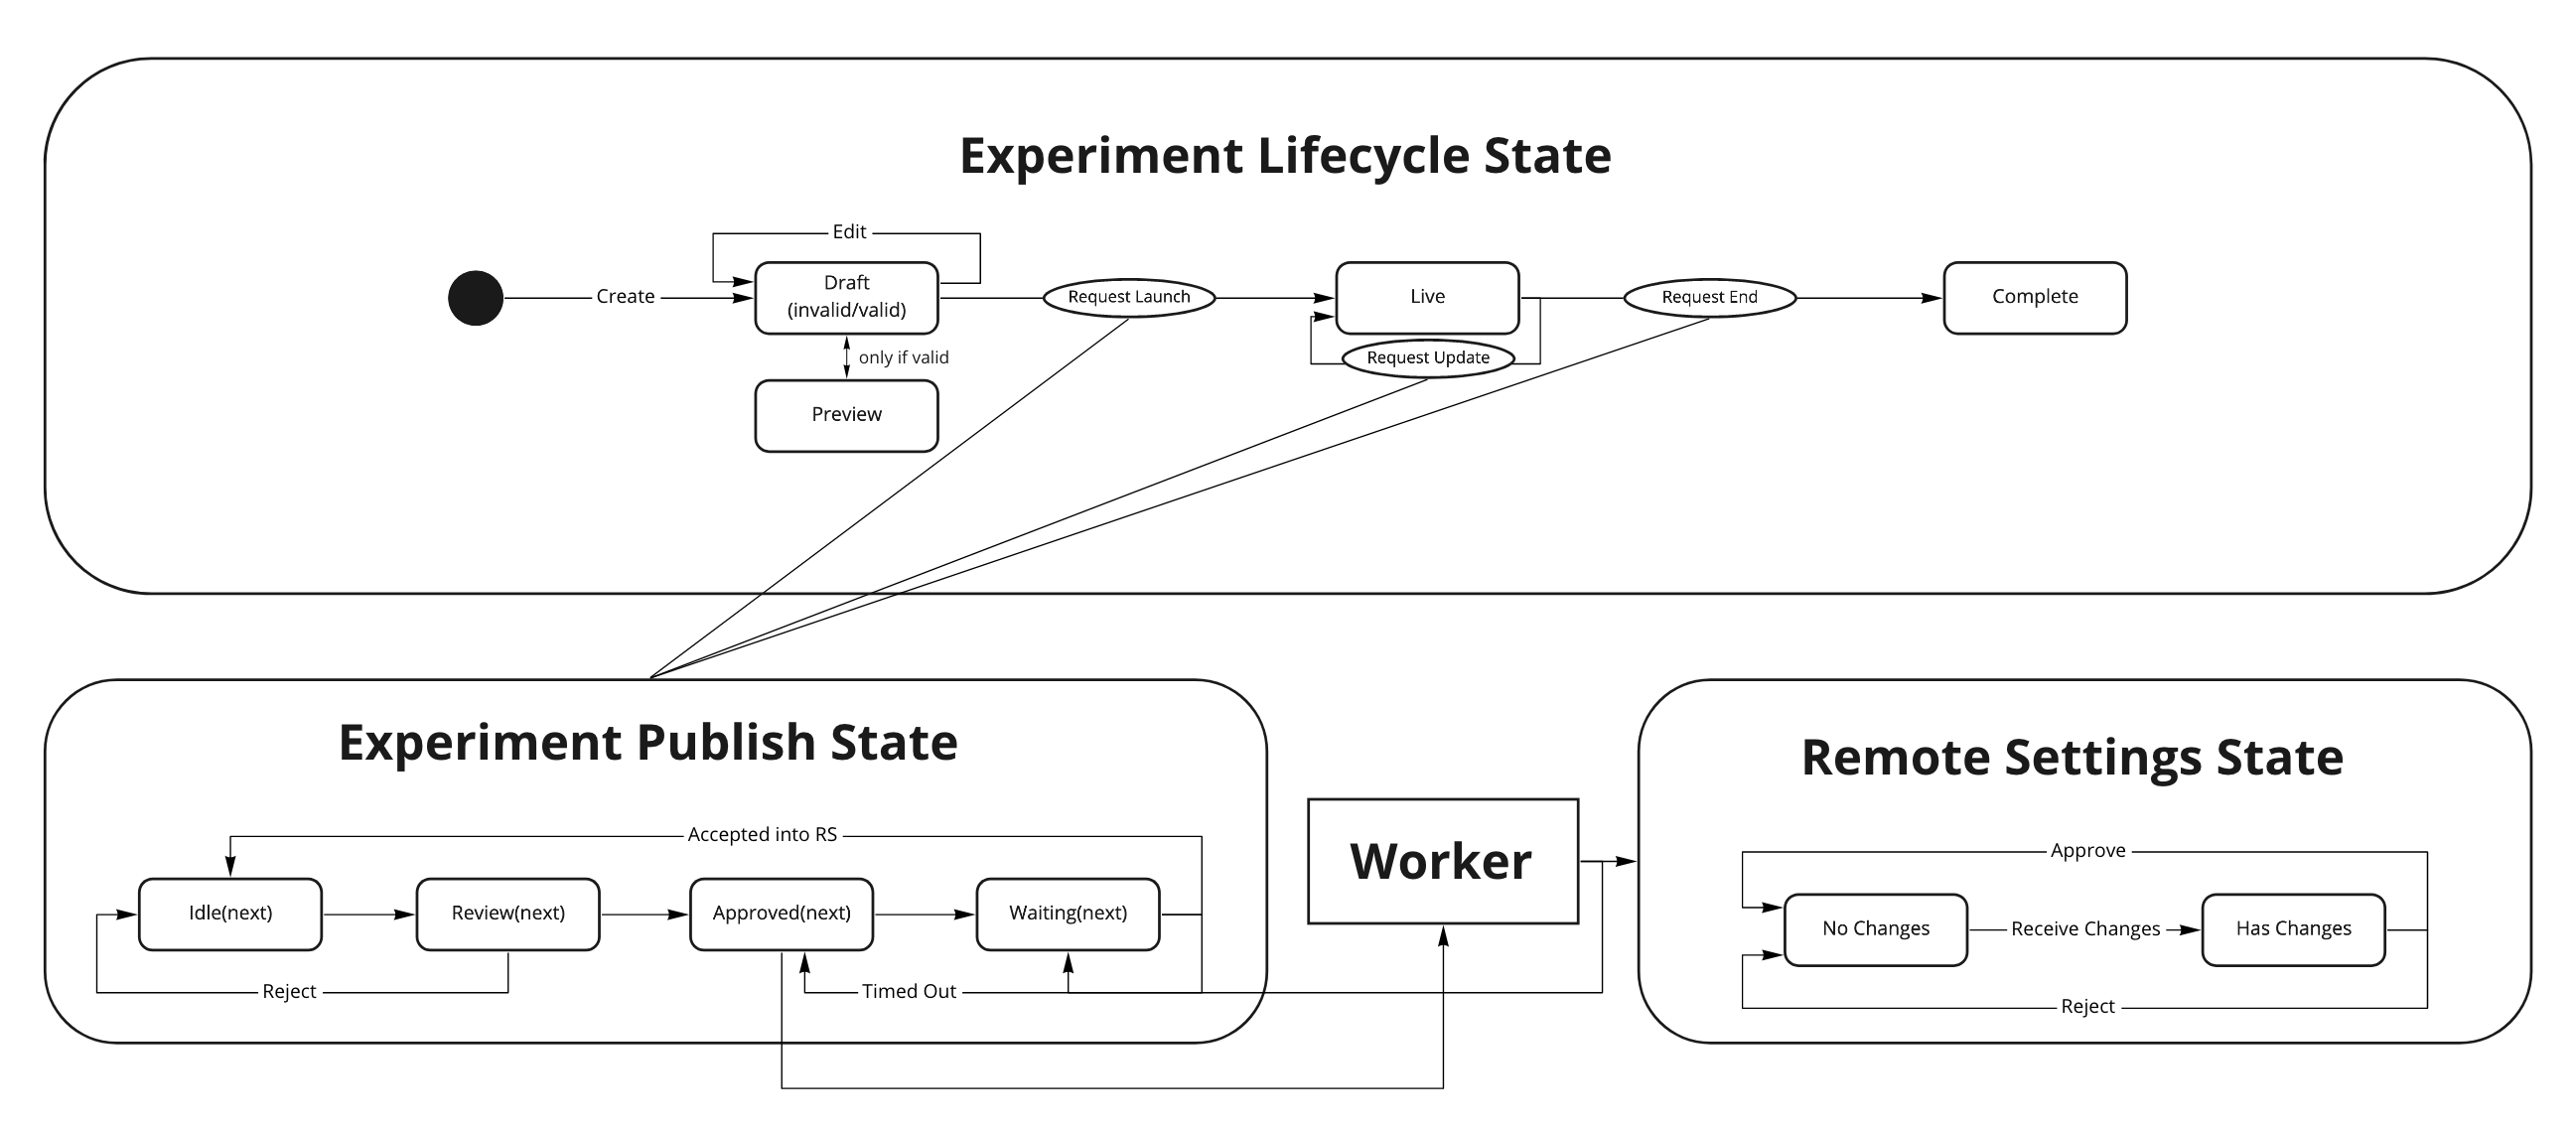 Experiment Lifecycle State
Edit
Create
Draft
(invalid/valid)
Request Launch
Live
Request End
Complete
only if valid
Request Update
Preview
Experiment Publish State
Accepted into RS
Idle(next)
Review(next)
Approved(next)
Waiting(next)
Reject
Timed Out
Worker
Remote Settings State
Approve
No Changes
Receive Changes
Has Changes
Reject